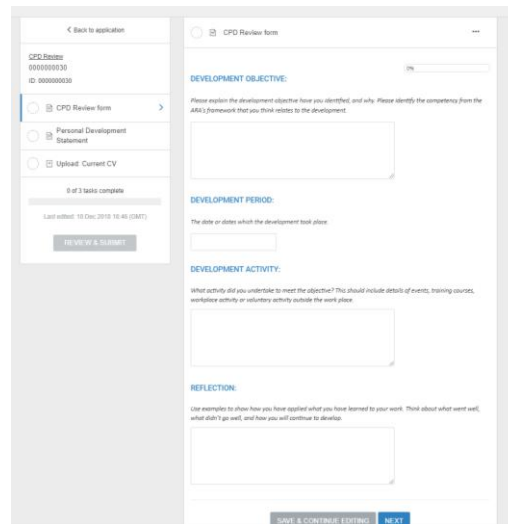 Back to application
CPD Review
0000000030
ID: 0000000030
CPD Review form
Personal Development
Statement
Upload: Current CV
0 of 3 tasks complete
Last edited: 10 Dec 2018 16:46 (GMT)
REVIEW & SUBMIT
CPD Review form
0%
DEVELOPMENT OBJECTIVE:
Please explain the development objective have you identified, and why. Please identify the competency from the
ARA's framework that you think relates to the development.
DEVELOPMENT PERIOD:
The date or dates which the development took place.
DEVELOPMENT ACTIVITY:
What activity did you undertake to meet the objective? This should include details of events, training courses,
workplace activity or voluntary activity outside the work place.
REFLECTION:
Use examples to show how you have applied what you have learned to your work. Think about what went well,
what didn't go well, and how you will continue to develop.
SAVE & CONTINUE EDITING
NEXT